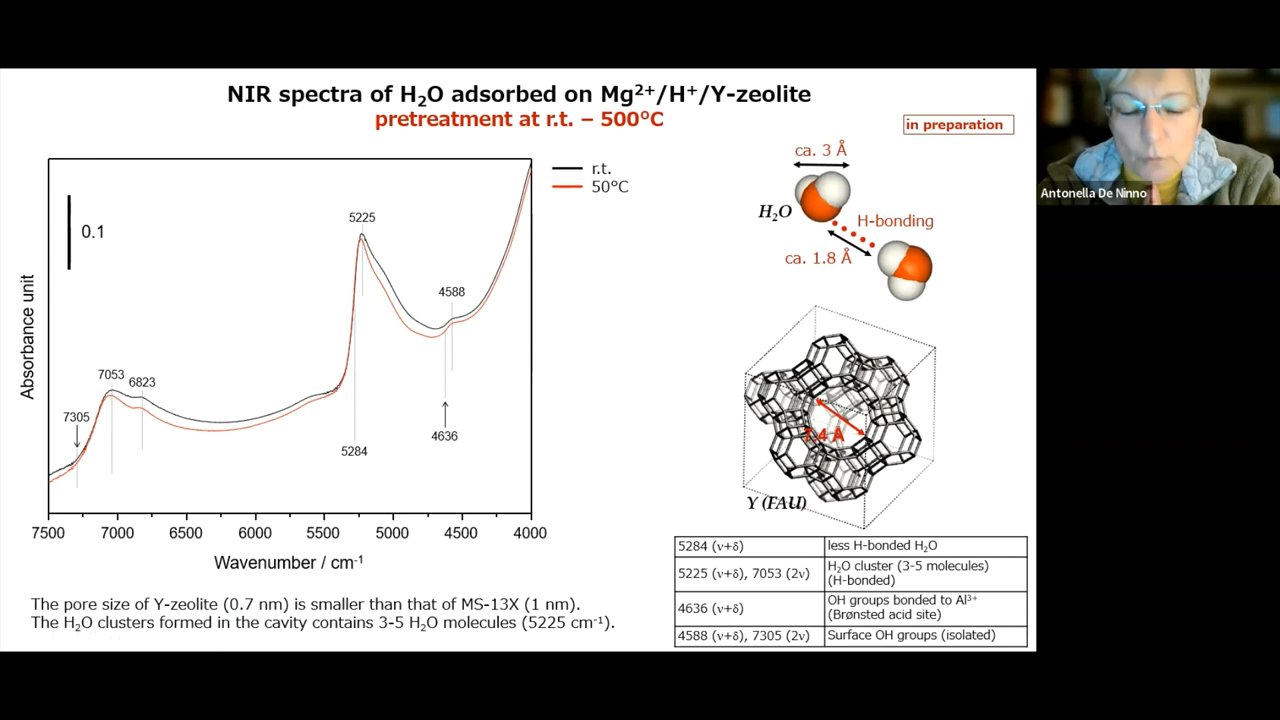 NIR spectra of H₂O adsorbed on Mg²⁺/H⁺/Y-zeolite
pretreatment at r.t. – 500°C
in preparation
r.t.
50°C
0.1
5225
4588
7053
6823
7305
4636
5284
Absorbance unit
7500 7000 6500 6000 5500 5000 4500 4000
Wavenumber / cm⁻¹
The pore size of Y-zeolite (0.7 nm) is smaller than that of MS-13X (1 nm).
The H₂O clusters formed in the cavity contains 3-5 H₂O molecules (5225 cm⁻¹).
ca. 3 Å
H₂O
H-bonding
ca. 1.8 Å
7.4 Å
Y (FAU)
5284 (ν+δ) less H-bonded H₂O
5225 (ν+δ), 7053 (2ν) H₂O cluster (3-5 molecules)
(H-bonded)
4636 (ν+δ) OH groups bonded to Al³⁺
(Brønsted acid site)
4588 (ν+δ), 7305 (2ν) Surface OH groups (isolated)
Antonella De Ninno